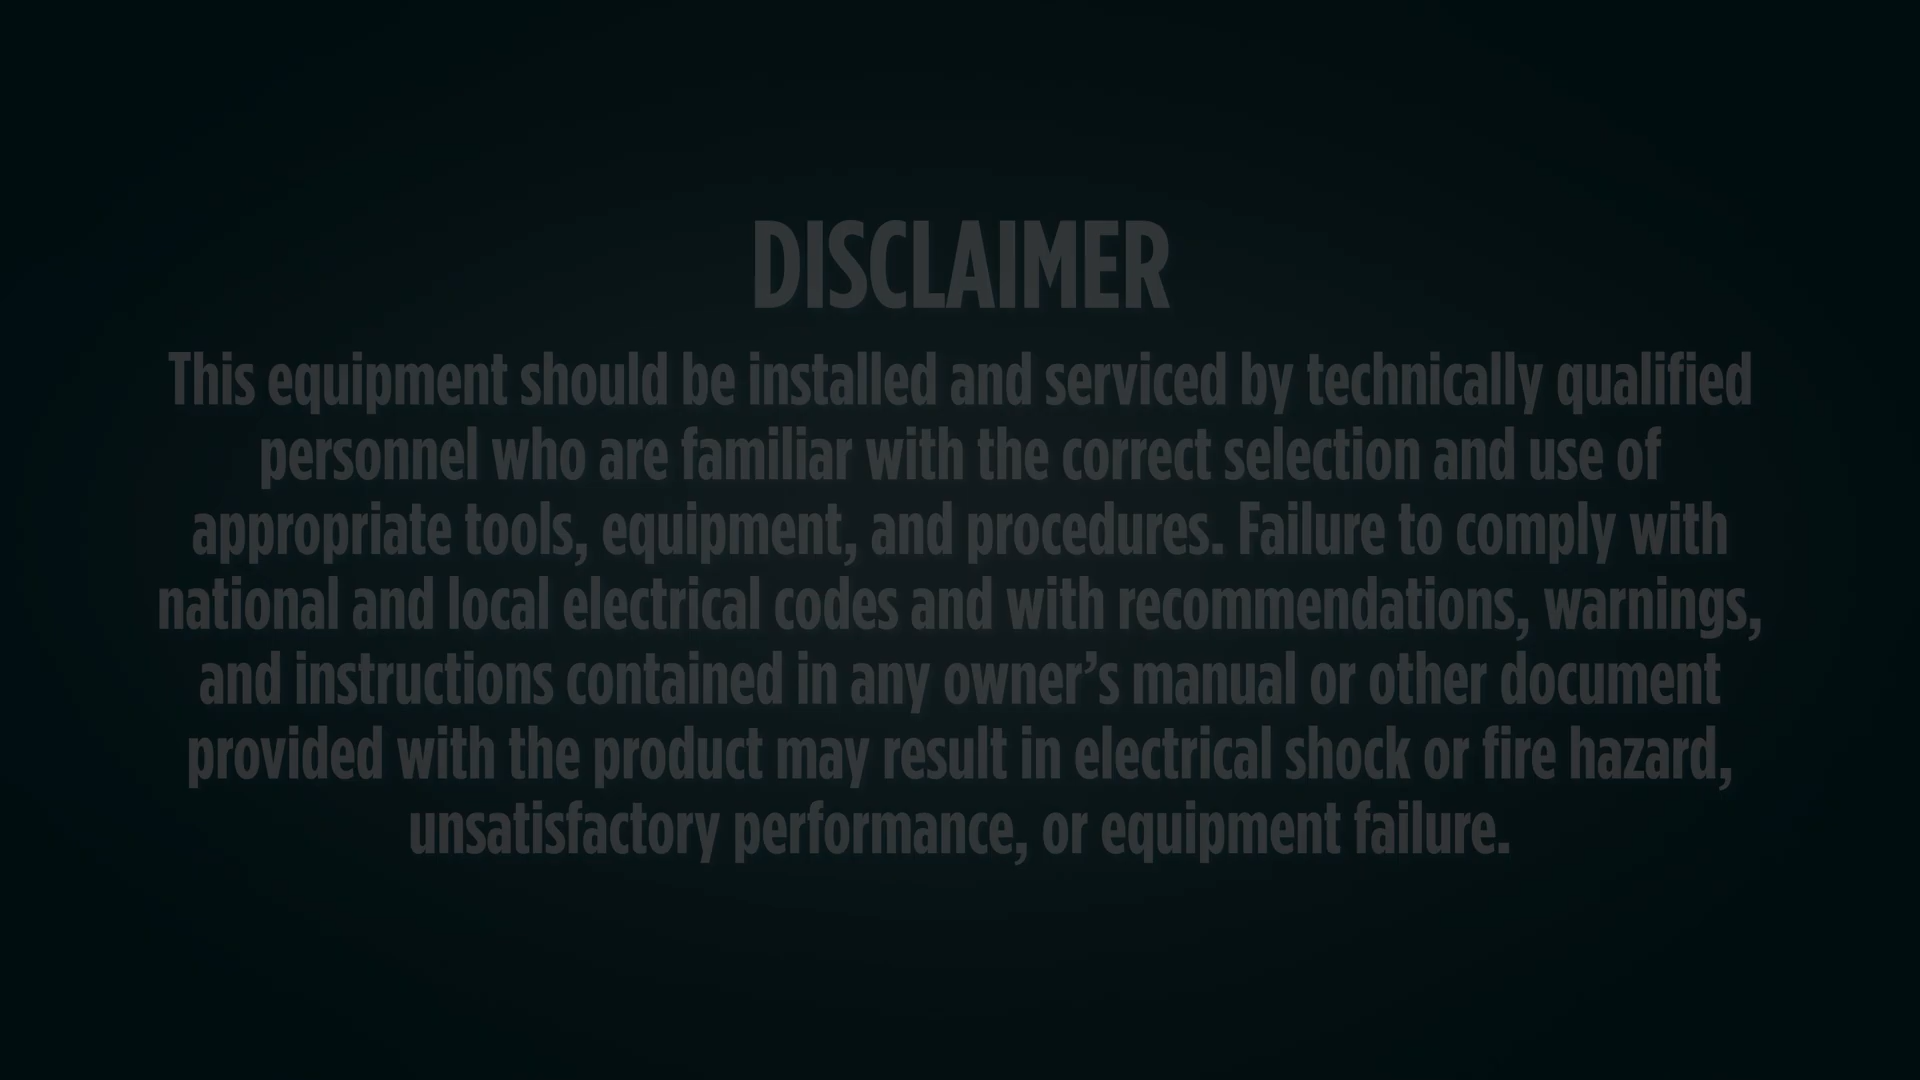 DISCLAIMER
This equipment should be installed and serviced by technically qualified
personnel who are familiar with the correct selection and use of
appropriate tools, equipment, and procedures. Failure to comply with
national and local electrical codes and with recommendations, warnings,
and instructions contained in any owner’s manual or other document
provided with the product may result in electrical shock or fire hazard,
unsatisfactory performance, or equipment failure.